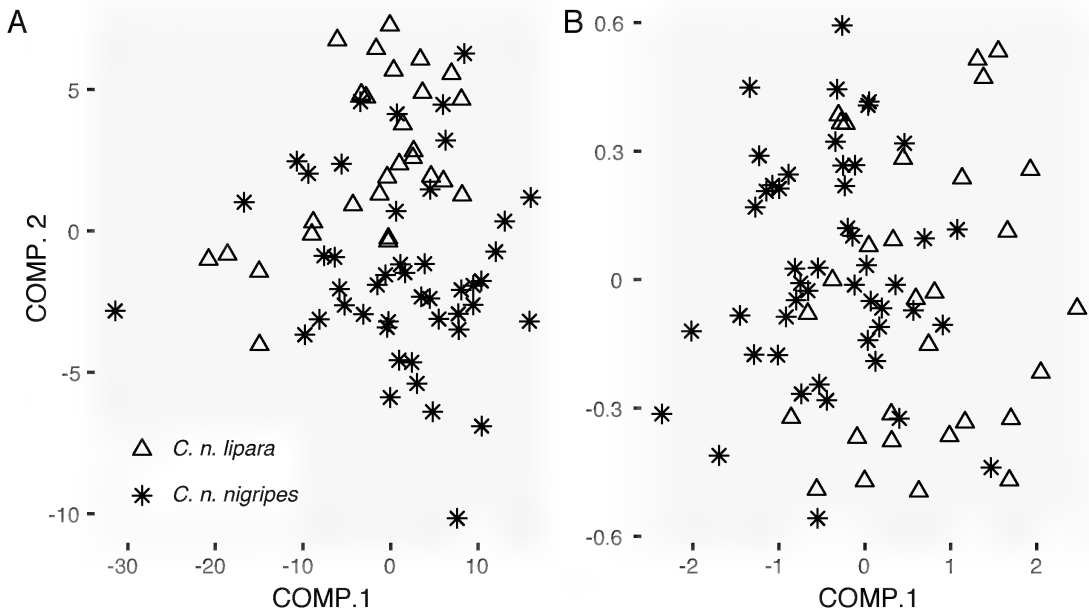 A
B
COMP. 2
5
0
-5
-10
C. n. lipara
C. n. nigripes
-30 -20 -10 0 10
COMP.1
0.6
0.3
0
-0.3
-0.6
-2 -1 0 1 2
COMP.1